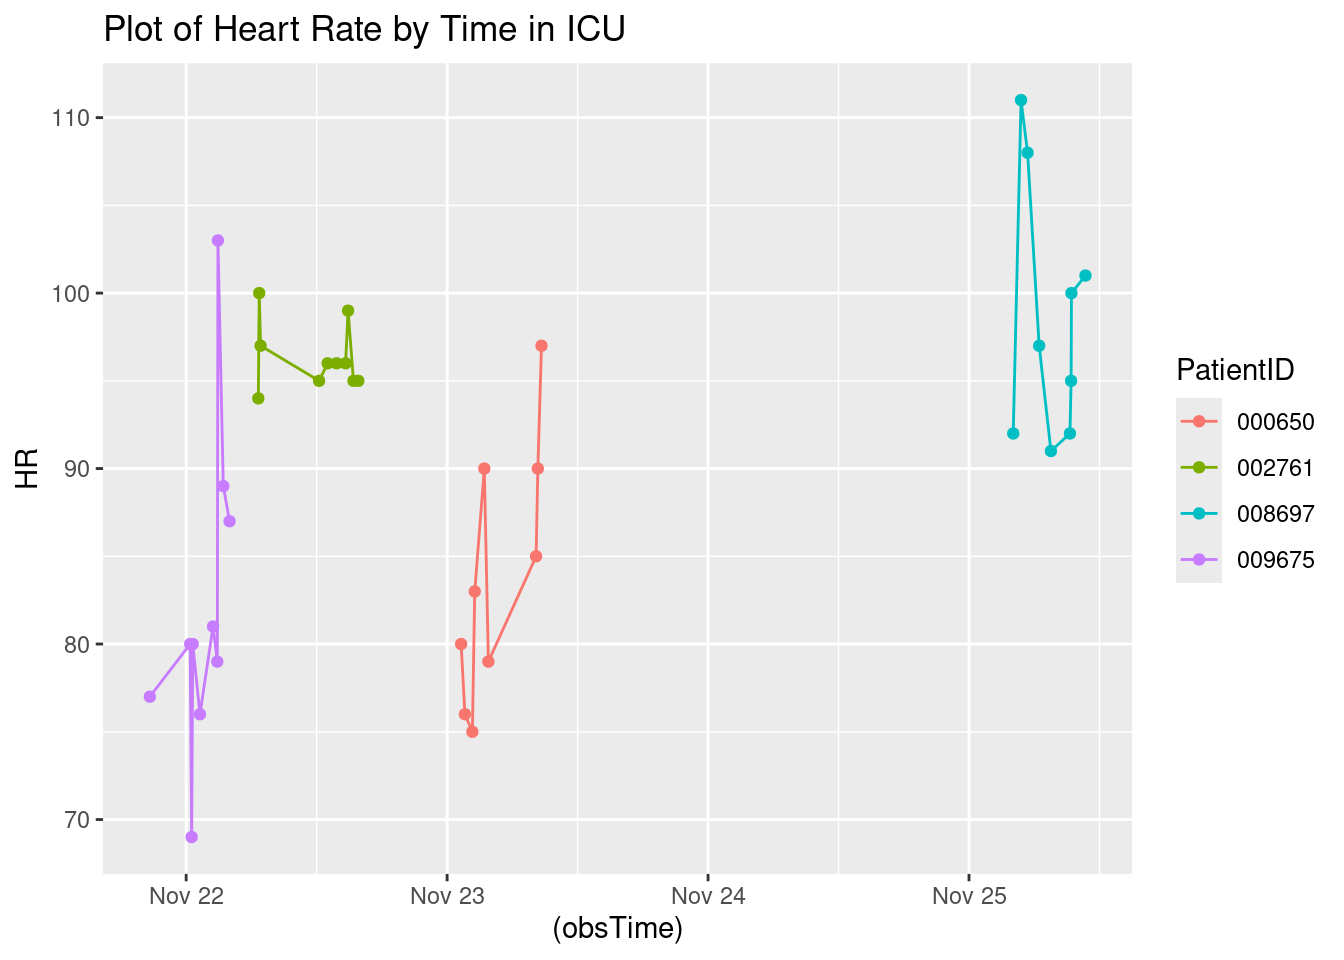 Plot of Heart Rate by Time in ICU
110
100
90
80
70
HR
Nov 22
Nov 23
Nov 24
Nov 25
(obsTime)
PatientID
000650
002761
008697
009675